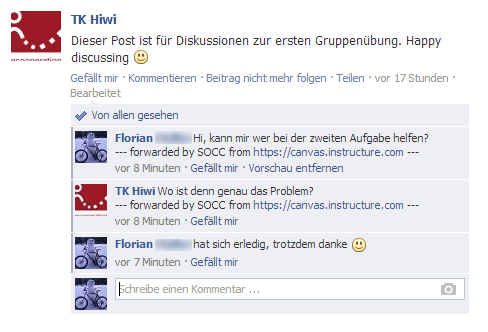 TK Hiwi
Dieser Post ist für Diskussionen zur ersten Gruppenübung. Happy
discussing
Gefällt mir · Kommentieren · Beitrag nicht mehr folgen · Teilen · vor 17 Stunden ·
Bearbeitet
Von allen gesehen
Florian Hi, kann mir wer bei der zweiten Aufgabe helfen?
--- forwarded by SOCC from https://canvas.instructure.com ---
vor 8 Minuten · Gefällt mir · Vorschau entfernen
TK Hiwi Wo ist denn genau das Problem?
--- forwarded by SOCC from https://canvas.instructure.com ---
vor 8 Minuten · Gefällt mir
Florian hat sich erledig, trotzdem danke
vor 7 Minuten · Gefällt mir
Schreibe einen Kommentar ...